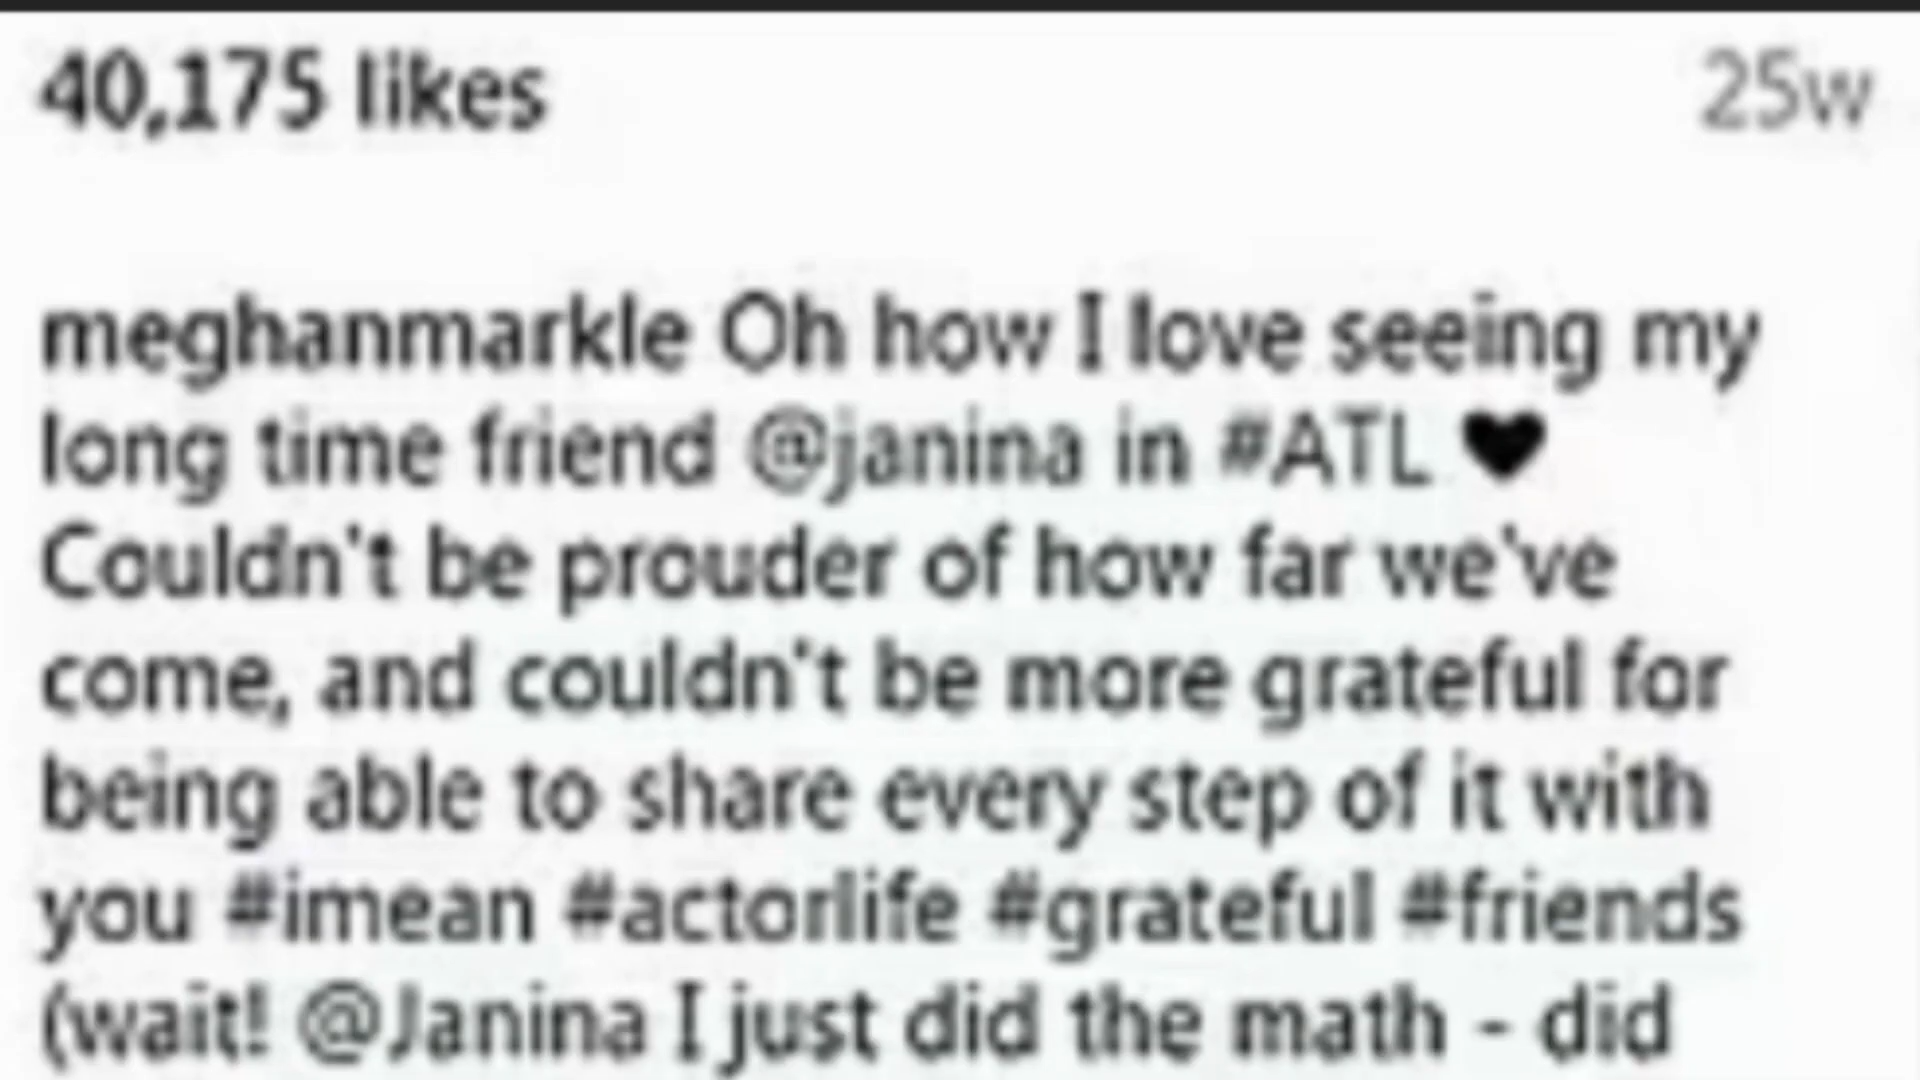 40,175 likes 25w
meghanmarkle Oh how I love seeing my
long time friend @janina in #ATL ♥
Couldn't be prouder of how far we've
come, and couldn't be more grateful for
being able to share every step of it with
you #imean #actorlife #grateful #friends
(wait! @Janina I just did the math - did